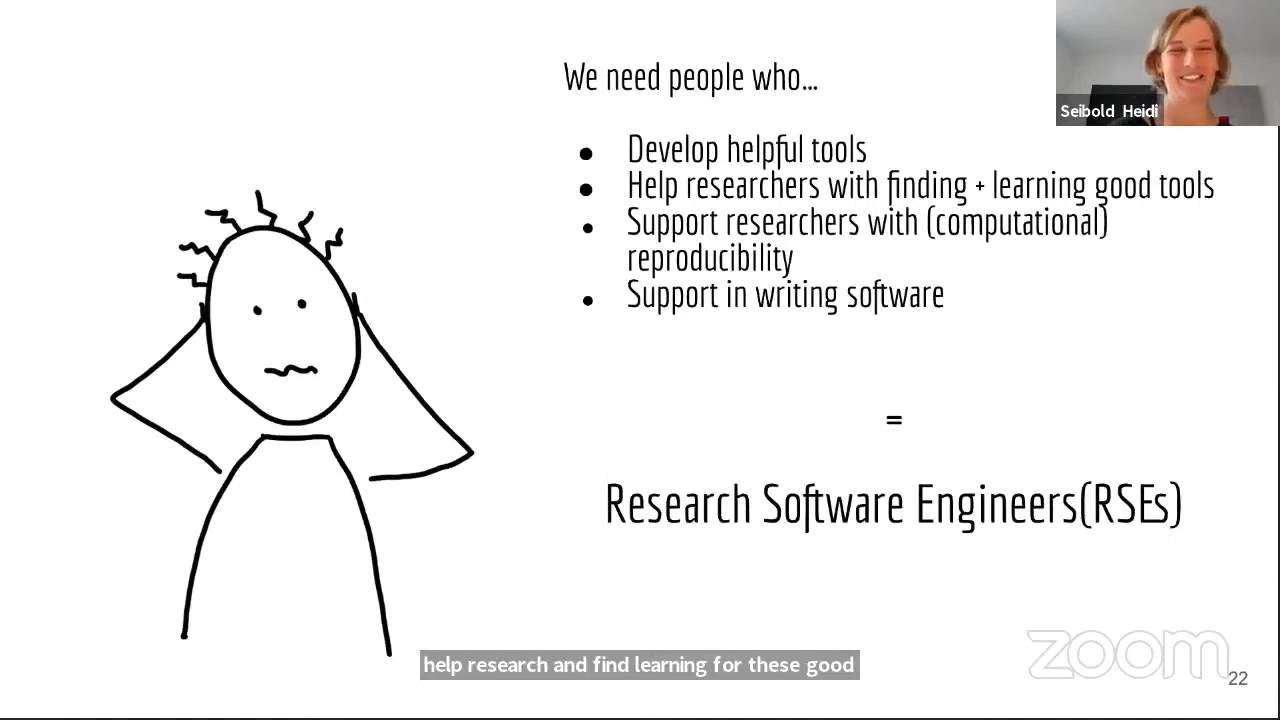 We need people who...
Seibold Heidi
● Develop helpful tools
● Help researchers with finding + learning good tools
● Support researchers with (computational)
reproducibility
● Support in writing software
=
Research Software Engineers(RSEs)
zoom
help research and find learning for these good
22